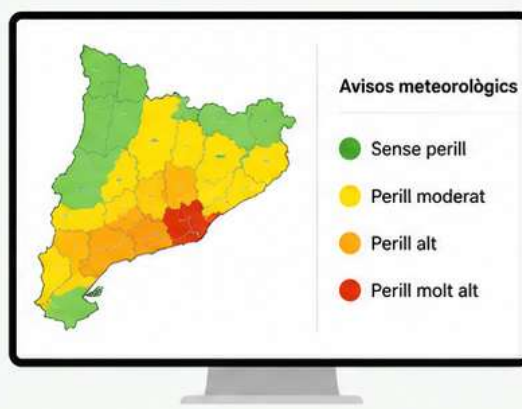 Avisos meteorològics
Sense perill
Perill moderat
Perill alt
Perill molt alt